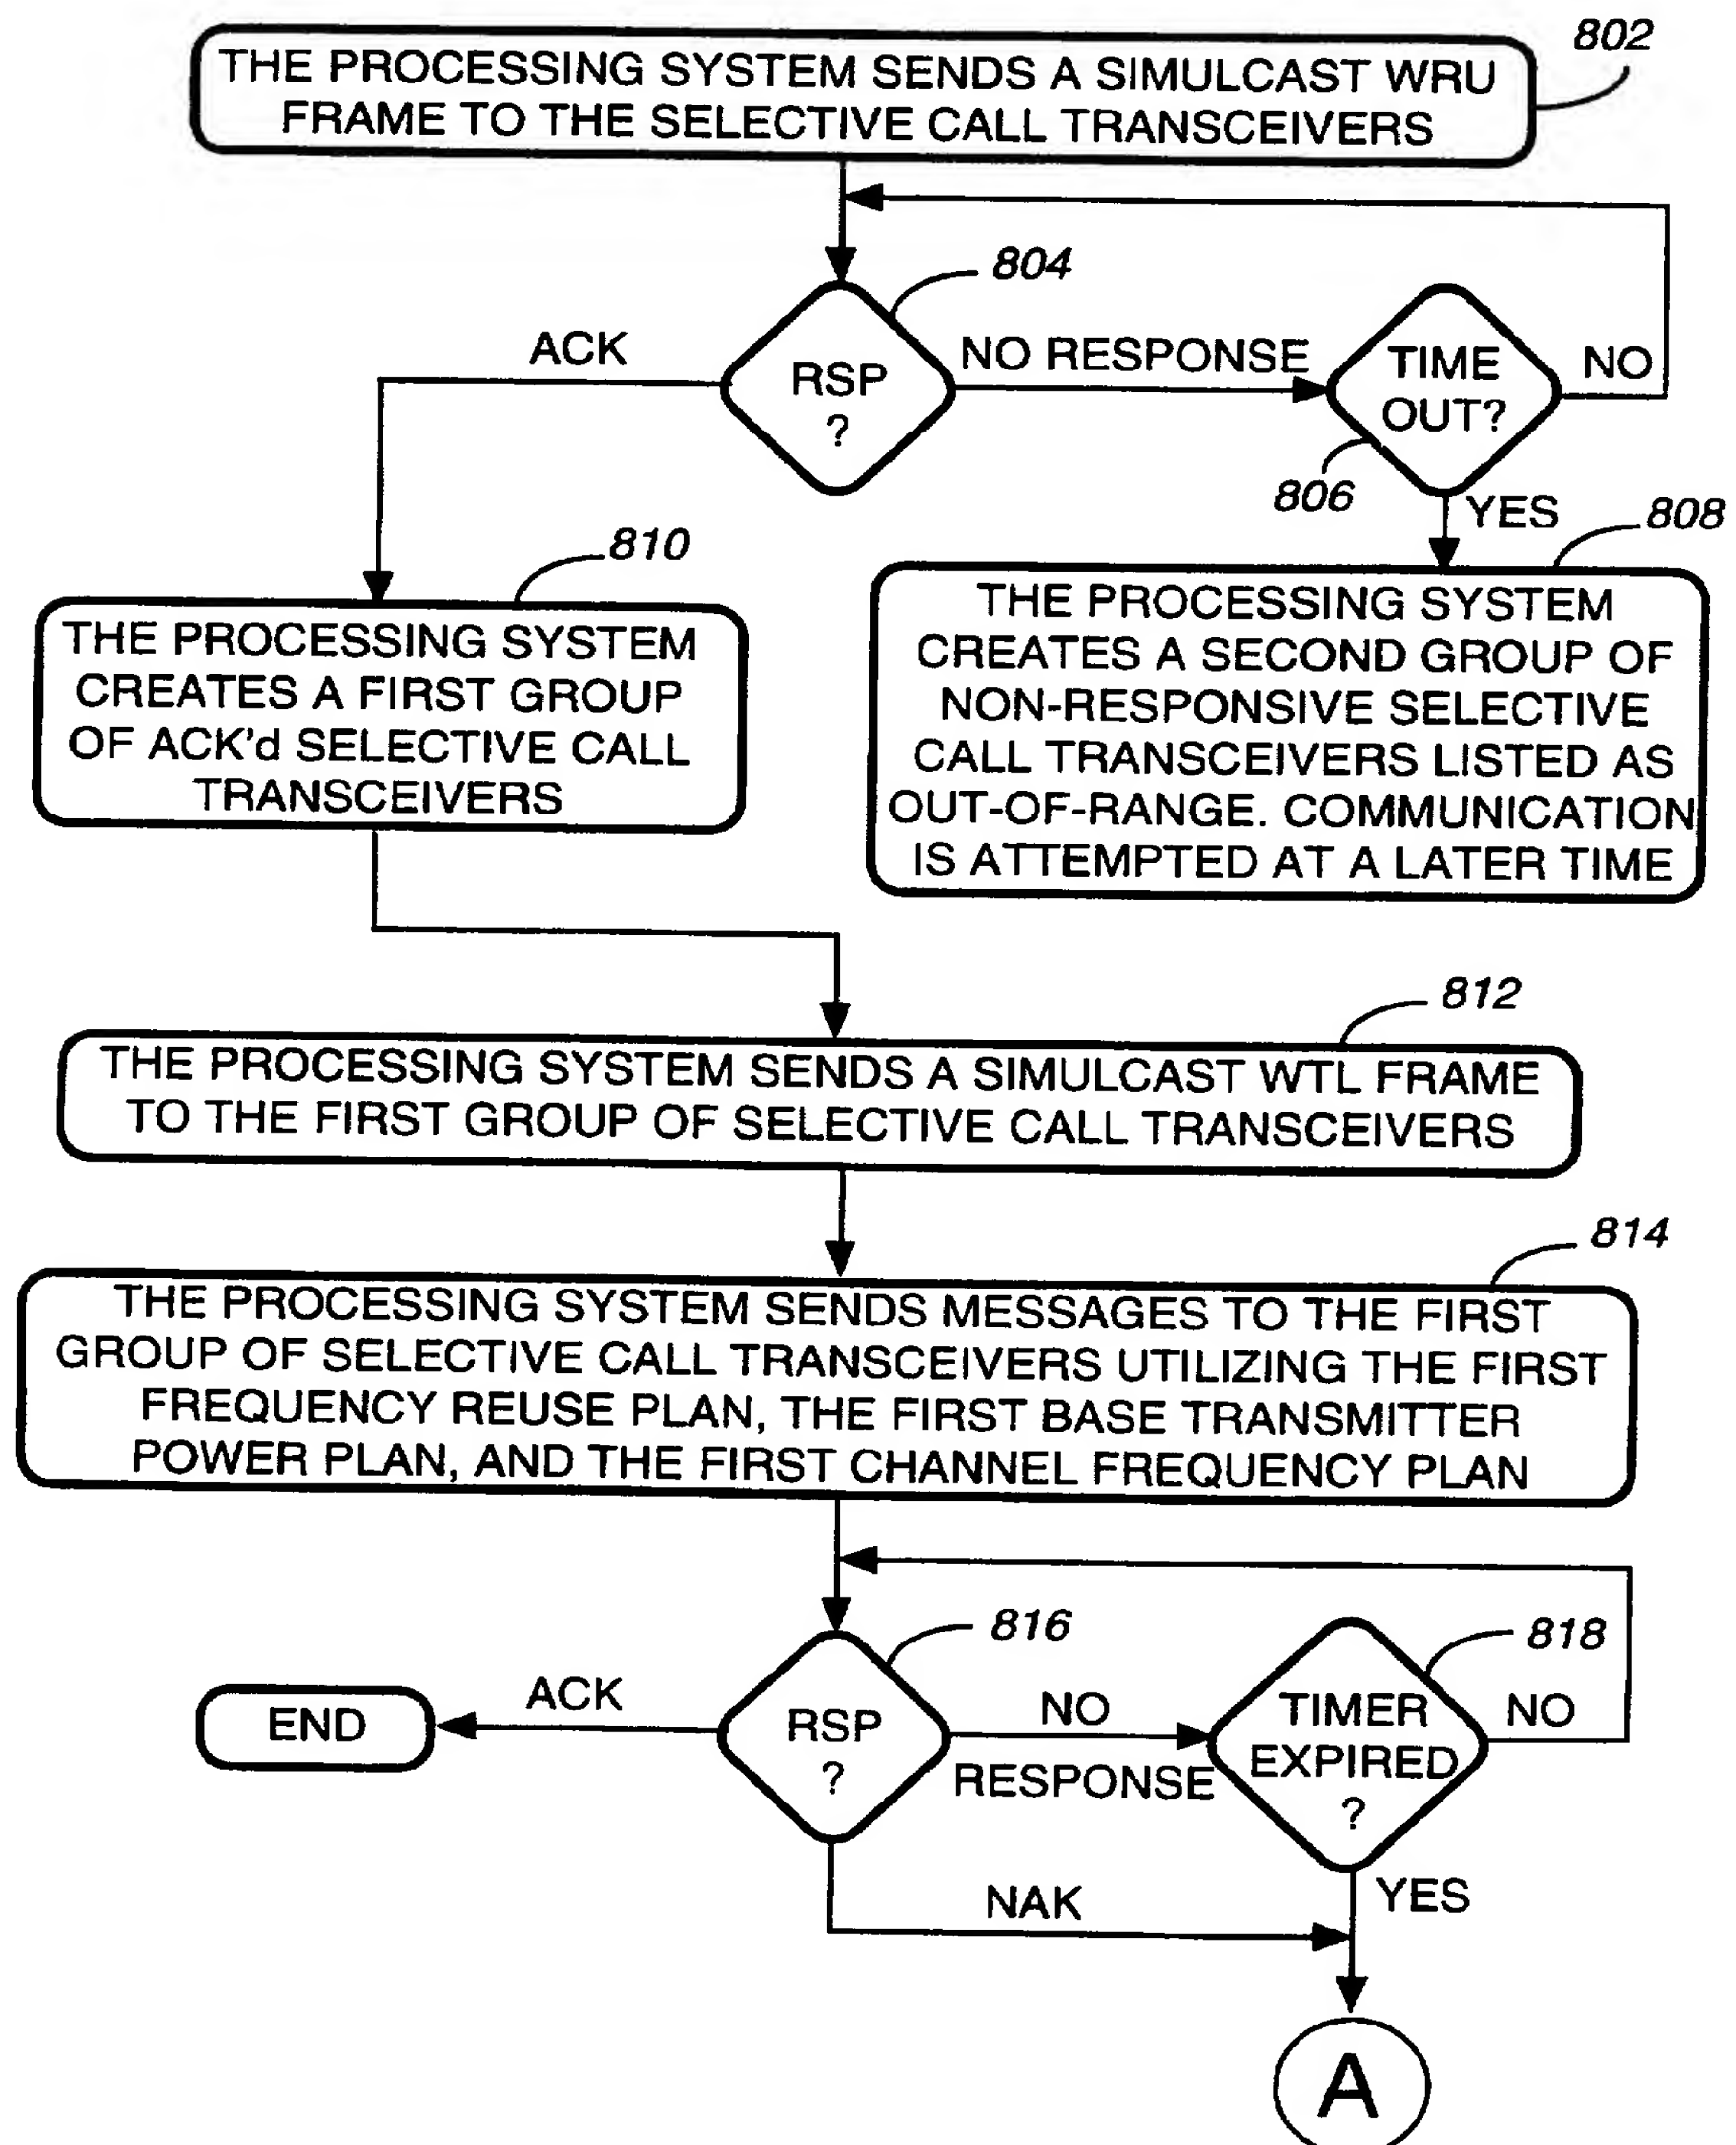 802
THE PROCESSING SYSTEM SENDS A SIMULCAST WRU
FRAME TO THE SELECTIVE CALL TRANSCEIVERS
804
ACK
RSP
?
NO RESPONSE
TIME
OUT?
NO
806
YES
808
810
THE PROCESSING SYSTEM
CREATES A FIRST GROUP
OF ACK'd SELECTIVE CALL
TRANSCEIVERS
THE PROCESSING SYSTEM
CREATES A SECOND GROUP OF
NON-RESPONSIVE SELECTIVE
CALL TRANSCEIVERS LISTED AS
OUT-OF-RANGE. COMMUNICATION
IS ATTEMPTED AT A LATER TIME
812
THE PROCESSING SYSTEM SENDS A SIMULCAST WTL FRAME
TO THE FIRST GROUP OF SELECTIVE CALL TRANSCEIVERS
814
THE PROCESSING SYSTEM SENDS MESSAGES TO THE FIRST
GROUP OF SELECTIVE CALL TRANSCEIVERS UTILIZING THE FIRST
FREQUENCY REUSE PLAN, THE FIRST BASE TRANSMITTER
POWER PLAN, AND THE FIRST CHANNEL FREQUENCY PLAN
816
818
END
ACK
RSP
?
NO
RESPONSE
TIMER
EXPIRED
?
NO
NAK
YES
A